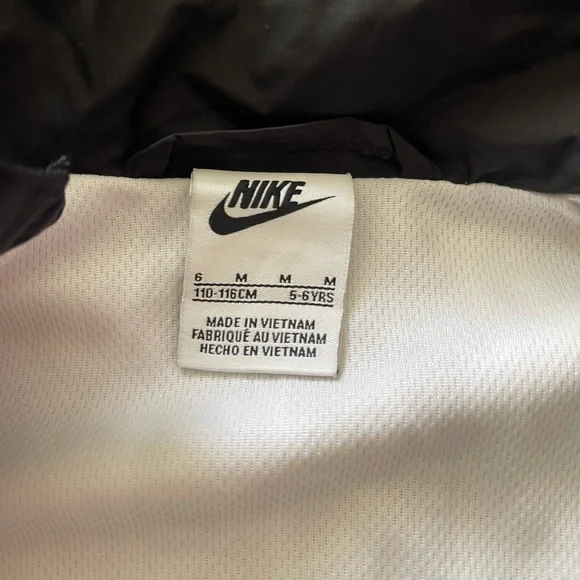 NIKE
6 M M M
110-116CM 5-6YRS
MADE IN VIETNAM
FABRIQUÉ AU VIETNAM
HECHO EN VIETNAM